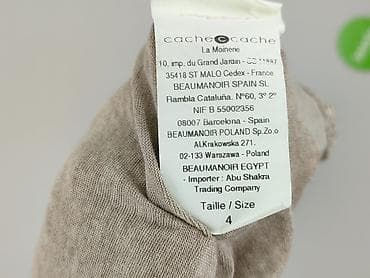 cache cache
La Moinerie
10, imp. du Grand Jardin -
35418 ST MALO Cedex - France
BEAUMANOIR SPAIN SL
Rambla Cataluña. N°60, 3° 2ª
NIF B 55002356
08007 Barcelona - Spain
BEAUMANOIR POLAND Sp.Zo.o
Al.Krakowska 271.
02-133 Warszawa - Poland
BEAUMANOIR EGYPT
- Importer : Abu Shakra
Trading Company
Taille / Size
4